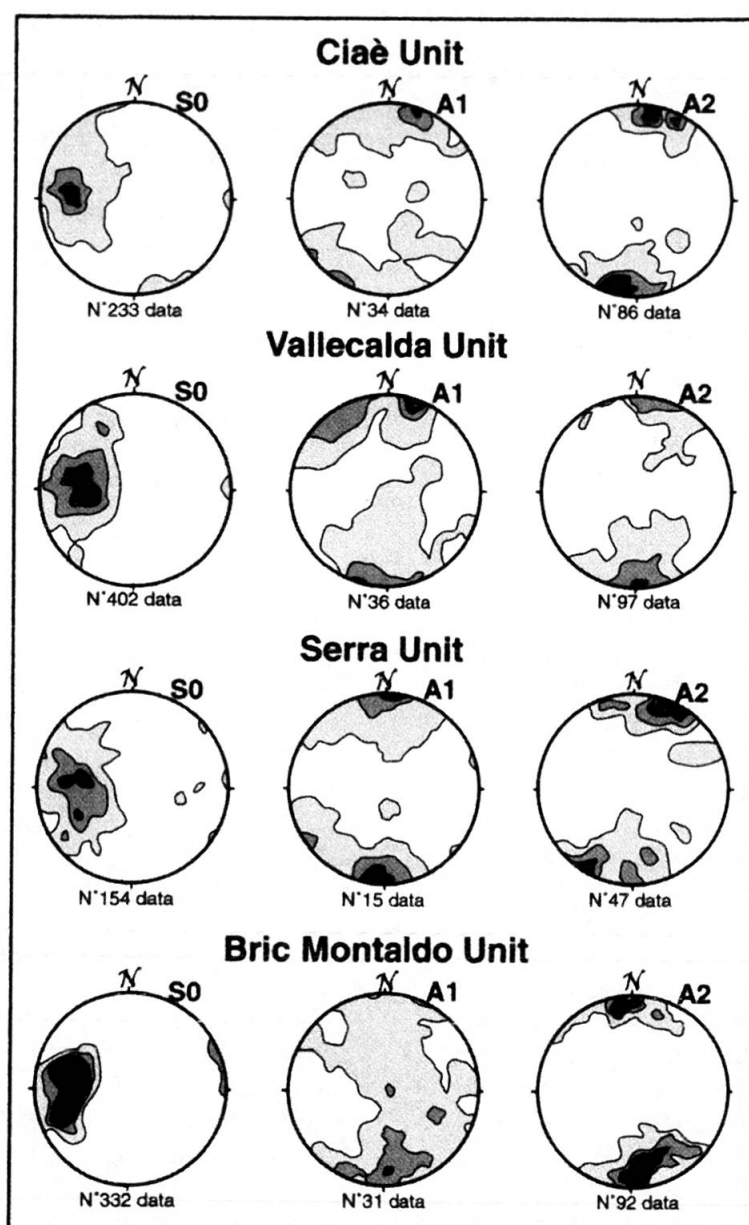 Ciaè Unit
N S0 N A1 N A2
N°233 data N°34 data N°86 data
Vallecalda Unit
N S0 N A1 N A2
N°402 data N°36 data N°97 data
Serra Unit
N S0 N A1 N A2
N°154 data N°15 data N°47 data
Bric Montaldo Unit
N S0 N A1 N A2
N°332 data N°31 data N°92 data